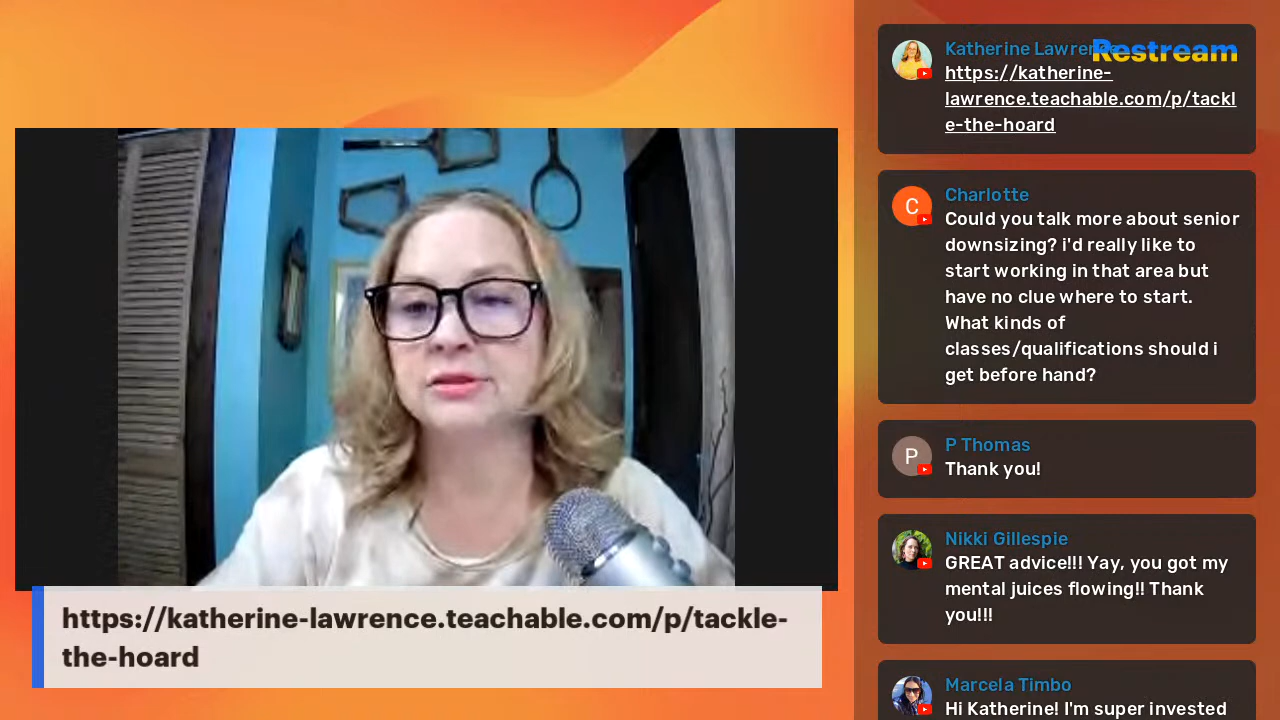 https://katherine-lawrence.teachable.com/p/tackle-
the-hoard
Restream
Katherine Lawrence
https://katherine-
lawrence.teachable.com/p/tackl
e-the-hoard
C
Charlotte
Could you talk more about senior
downsizing? i'd really like to
start working in that area but
have no clue where to start.
What kinds of
classes/qualifications should i
get before hand?
P
P Thomas
Thank you!
Nikki Gillespie
GREAT advice!!! Yay, you got my
mental juices flowing!! Thank
you!!!
Marcela Timbo
Hi Katherine! I'm super invested